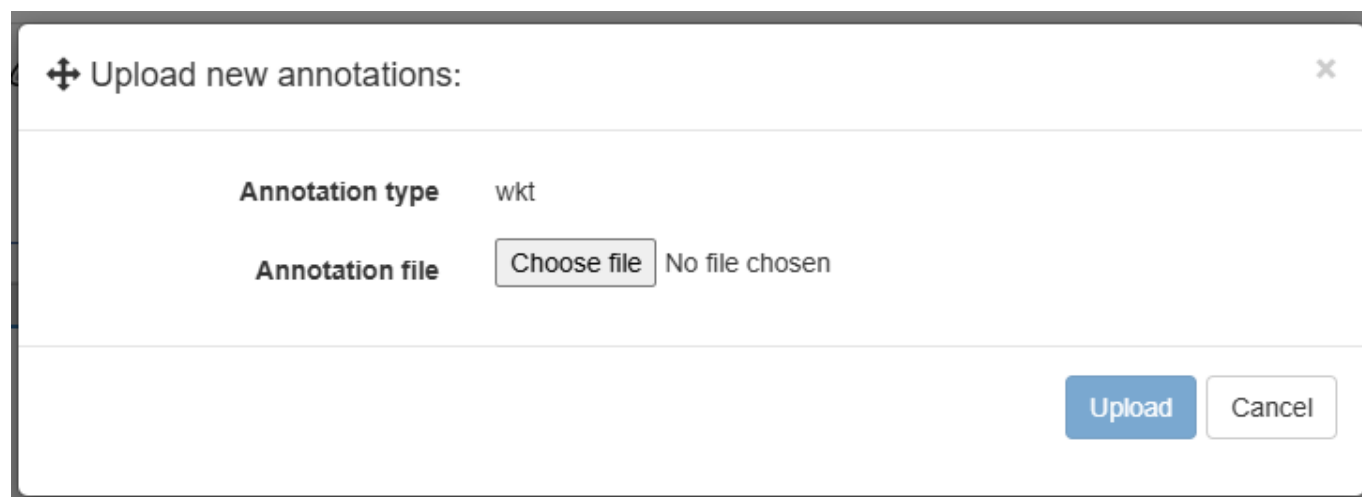 Upload new annotations:
×
Annotation type wkt
Annotation file Choose file No file chosen
Upload Cancel